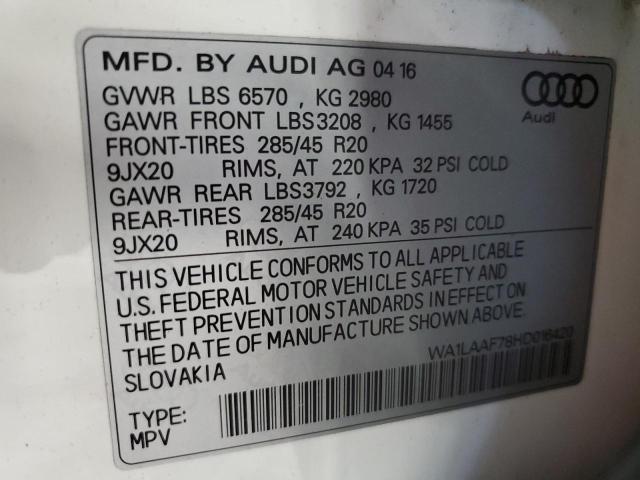 MFD. BY AUDI AG 04 16
GVWR LBS 6570 , KG 2980
GAWR FRONT LBS3208 , KG 1455
FRONT-TIRES 285/45 R20
9JX20 RIMS, AT 220 KPA 32 PSI COLD
GAWR REAR LBS3792 , KG 1720
REAR-TIRES 285/45 R20
9JX20 RIMS, AT 240 KPA 35 PSI COLD
THIS VEHICLE CONFORMS TO ALL APPLICABLE
U.S. FEDERAL MOTOR VEHICLE SAFETY AND
THEFT PREVENTION STANDARDS IN EFFECT ON
THE DATE OF MANUFACTURE SHOWN ABOVE.
SLOVAKIA
WA1LAAF78HD016420
TYPE:
MPV
Audi